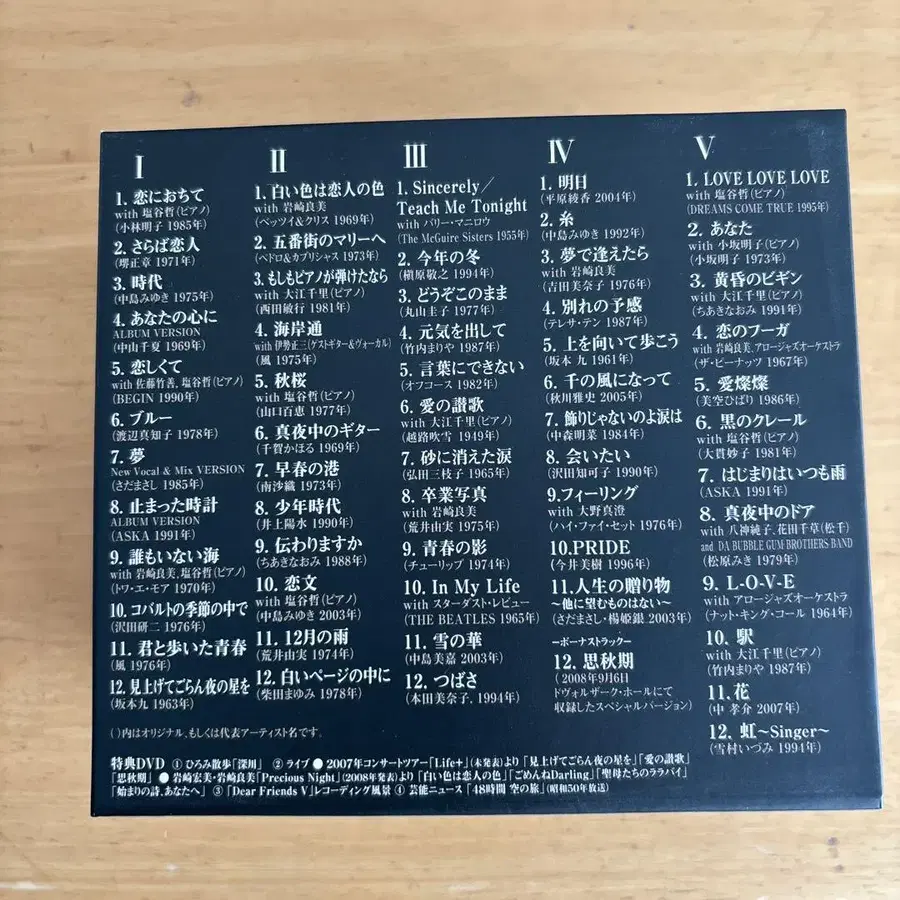 I
1. 恋におちて
with 塩谷哲(ピアノ)
(小林明子 1985年)
2. さらば恋人
(堺正章 1971年)
3. 時代
(中島みゆき 1975年)
4. あなたの心に
ALBUM VERSION
(中山千夏 1969年)
5. 恋しくて
with 佐藤竹善、塩谷哲(ピアノ)
(BEGIN 1990年)
6. ブルー
(渡辺真知子 1978年)
7. 夢
New Vocal & Mix VERSION
(さだまさし 1985年)
8. 止まった時計
ALBUM VERSION
(ASKA 1991年)
9. 誰もいない海
with 岩崎良美、塩谷哲(ピアノ)
(トワ・エ・モア 1970年)
10. コバルトの季節の中で
(沢田研二 1976年)
11. 君と歩いた青春
(風 1976年)
12. 見上げてごらん夜の星を
(坂本九 1963年)
II
1. 白い色は恋人の色
with 岩崎良美
(ベッツイ&クリス 1969年)
2. 五番街のマリーへ
(ペドロ&カプリシャス 1973年)
3. もしもピアノが弾けたなら
with 大江千里(ピアノ)
(西田敏行 1981年)
4. 海岸通
with 伊勢正三(ゲストギター&ヴォーカル)
(風 1975年)
5. 秋桜
with 塩谷哲(ピアノ)
(山口百恵 1977年)
6. 真夜中のギター
(千賀かほる 1969年)
7. 早春の港
(南沙織 1973年)
8. 少年時代
(井上陽水 1990年)
9. 伝わりますか
(ちあきなおみ 1988年)
10. 恋文
with 塩谷哲(ピアノ)
(中島みゆき 2003年)
11. 12月の雨
(荒井由実 1974年)
12. 白いページの中に
(柴田まゆみ 1978年)
III
1. Sincerely／
Teach Me Tonight
with バリー・マニロウ
(The McGuire Sisters 1955年)
2. 今年の冬
(槇原敬之 1994年)
3. どうぞこのまま
(丸山圭子 1977年)
4. 元気を出して
(竹内まりや 1987年)
5. 言葉にできない
(オフコース 1982年)
6. 愛の讃歌
with 大江千里(ピアノ)
(越路吹雪 1949年)
7. 砂に消えた涙
(弘田三枝子 1965年)
8. 卒業写真
with 岩崎良美
(荒井由実 1975年)
9. 青春の影
(チューリップ 1974年)
10. In My Life
with スターダスト・レビュー
(THE BEATLES 1965年)
11. 雪の華
(中島美嘉 2003年)
12. つばさ
(本田美奈子. 1994年)
IV
1. 明日
(平原綾香 2004年)
2. 糸
(中島みゆき 1992年)
3. 夢で逢えたら
with 岩崎良美
(吉田美奈子 1976年)
4. 別れの予感
(テレサ・テン 1987年)
5. 上を向いて歩こう
(坂本 九 1961年)
6. 千の風になって
(秋川雅史 2005年)
7. 飾りじゃないのよ涙は
(中森明菜 1984年)
8. 会いたい
(沢田知可子 1990年)
9. フィーリング
with 大野真澄
(ハイ・ファイ・セット 1976年)
10. PRIDE
(今井美樹 1996年)
11. 人生の贈り物
〜他に望むものはない〜
(さだまさし・楊姫銀 2003年)
−ボーナストラック−
12. 思秋期
(2008年9月6日
ドヴォルザーク・ホールにて
収録したスペシャルバージョン)
V
1. LOVE LOVE LOVE
with 塩谷哲(ピアノ)
(DREAMS COME TRUE 1995年)
2. あなた
with 小坂明子(ピアノ)
(小坂明子 1973年)
3. 黄昏のビギン
with 大江千里(ピアノ)
(ちあきなおみ 1991年)
4. 恋のフーガ
with 岩崎良美、アロージャズオーケストラ
(ザ・ピーナッツ 1967年)
5. 愛燦燦
(美空ひばり 1986年)
6. 黒のクレール
with 塩谷哲(ピアノ)
(大貫妙子 1981年)
7. はじまりはいつも雨
(ASKA 1991年)
8. 真夜中のドア
with 八神純子、花田千草(松千)
and DA BUBBLE GUM BROTHERS BAND
(松原みき 1979年)
9. L-O-V-E
with アロージャズオーケストラ
(ナット・キング・コール 1964年)
10. 駅
with 大江千里(ピアノ)
(竹内まりや 1987年)
11. 花
(中 孝介 2007年)
12. 虹〜Singer〜
(雪村いづみ 1994年)
( )内はオリジナル、もしくは代表アーティスト名です。
特典DVD ① ひろみ散歩「深川」 ② ライブ ● 2007年コンサートツアー「Life+」(未発表)より「見上げてごらん夜の星を」「愛の讃歌」
「思秋期」 ● 岩崎宏美・岩崎良美「Precious Night」(2008年発表)より「白い色は恋人の色」「ごめんねDarling」「聖母たちのララバイ」
「始まりの詩、あなたへ」 ③「Dear Friends V」レコーディング風景 ④ 芸能ニュース「48時間 空の旅」(昭和50年放送)